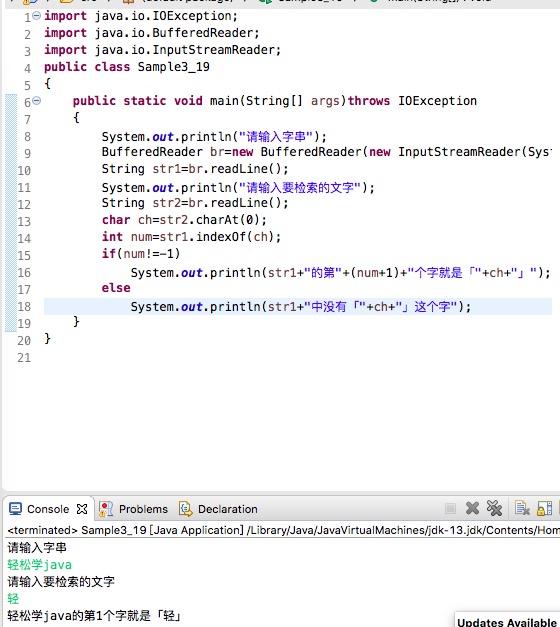 1 import java.io.IOException;
2 import java.io.BufferedReader;
3 import java.io.InputStreamReader;
4 public class Sample3_19
5 {
6 public static void main(String[] args)throws IOException
7 {
8 System.out.println("请输入字串");
9 BufferedReader br=new BufferedReader(new InputStreamReader(Syst
10 String str1=br.readLine();
11 System.out.println("请输入要检索的文字");
12 String str2=br.readLine();
13 char ch=str2.charAt(0);
14 int num=str1.indexOf(ch);
15 if(num!=-1)
16 System.out.println(str1+"的第"+(num+1)+"个字就是「"+ch+"」");
17 else
18 System.out.println(str1+"中没有「"+ch+"」这个字");
19 }
20 }
21
Console Problems Declaration
<terminated> Sample3_19 [Java Application] /Library/Java/JavaVirtualMachines/jdk-13.jdk/Contents/Hom
请输入字串
轻松学java
请输入要检索的文字
轻
轻松学java的第1个字就是「轻」
Updates Available